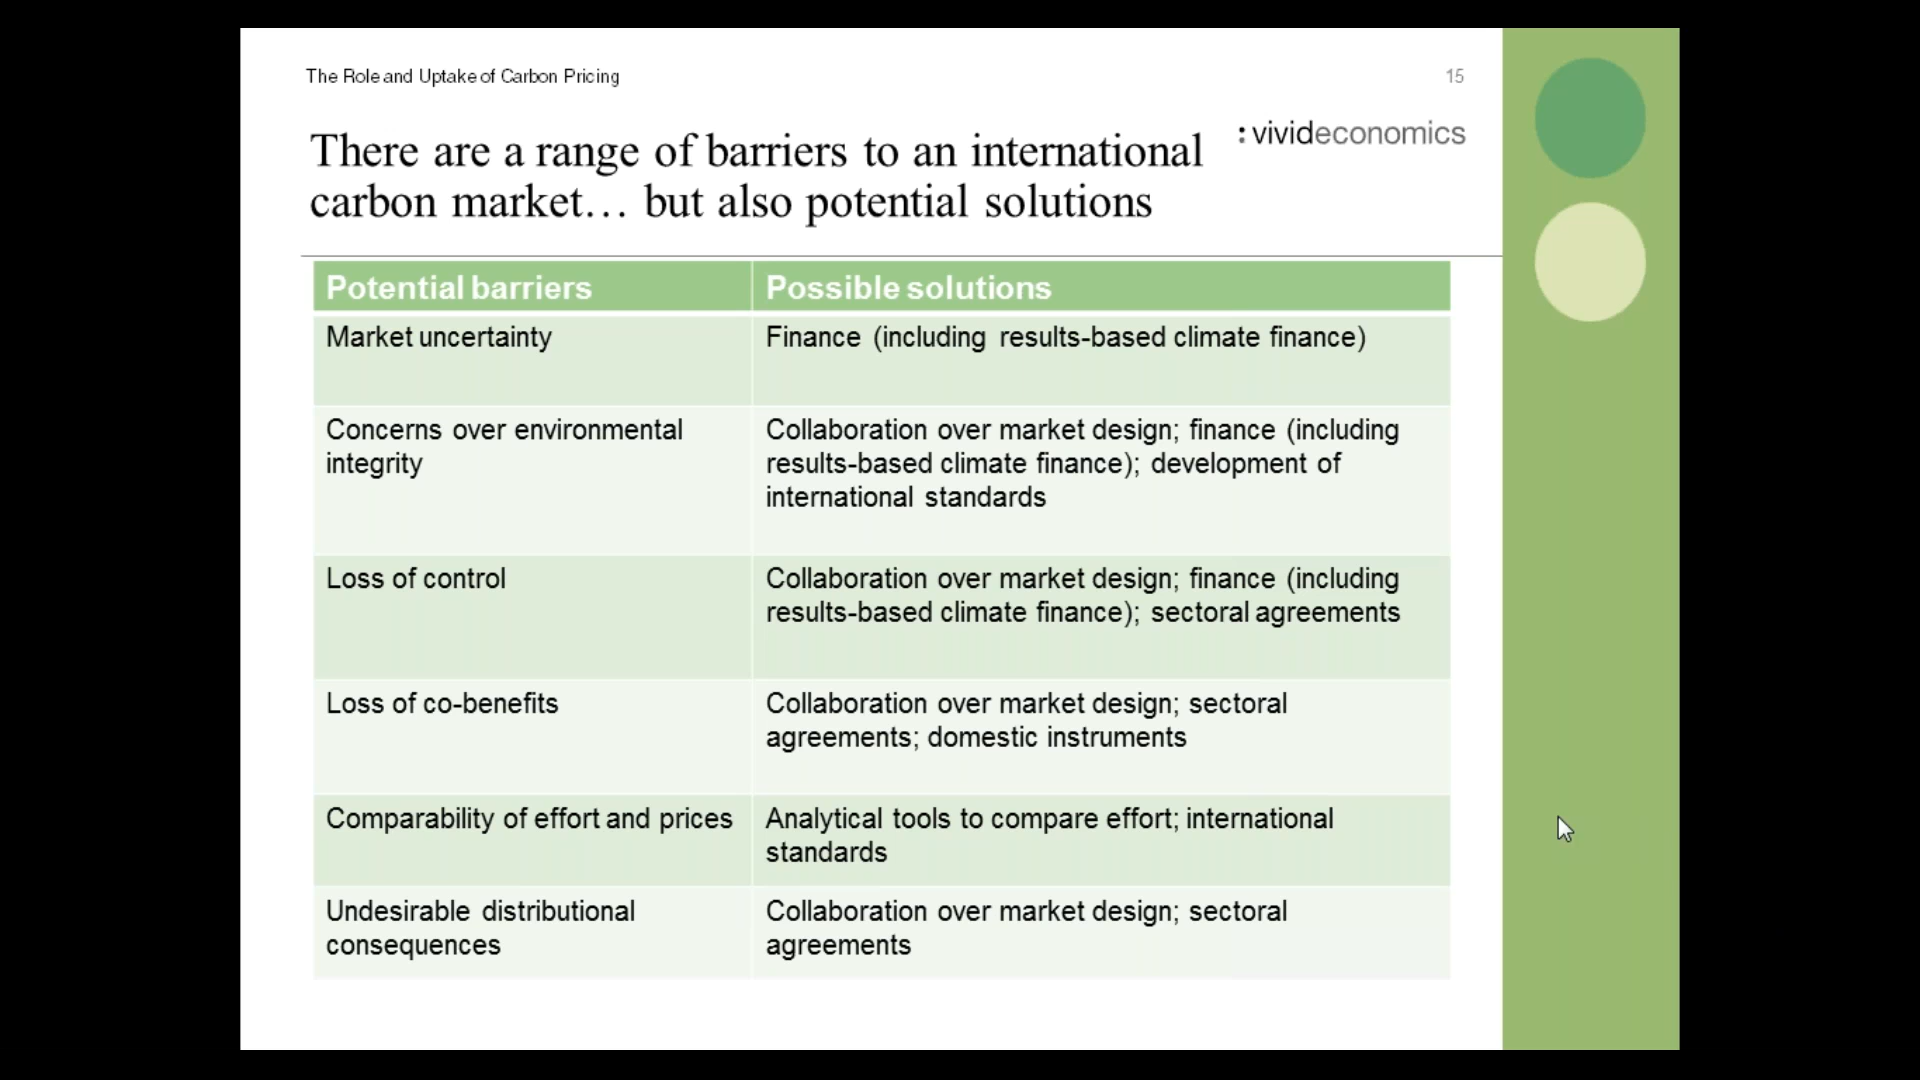 The Role and Uptake of Carbon Pricing
15
There are a range of barriers to an international
carbon market… but also potential solutions
:vivideconomics
Potential barriers
Possible solutions
Market uncertainty
Finance (including results-based climate finance)
Concerns over environmental
integrity
Collaboration over market design; finance (including
results-based climate finance); development of
international standards
Loss of control
Collaboration over market design; finance (including
results-based climate finance); sectoral agreements
Loss of co-benefits
Collaboration over market design; sectoral
agreements; domestic instruments
Comparability of effort and prices
Analytical tools to compare effort; international
standards
Undesirable distributional
consequences
Collaboration over market design; sectoral
agreements